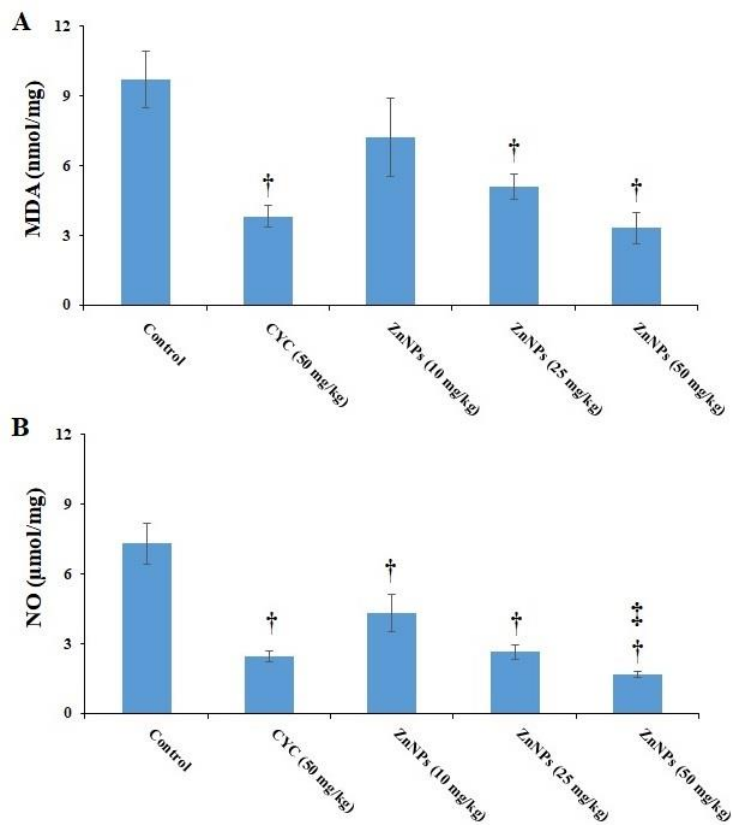 A
12
9
6
3
0
MDA (nmol/mg)
†
†
†
Control
CYC (50 mg/kg)
ZnNPs (10 mg/kg)
ZnNPs (25 mg/kg)
ZnNPs (50 mg/kg)
B
12
9
6
3
0
NO (µmol/mg)
†
†
†
‡
†
Control
CYC (50 mg/kg)
ZnNPs (10 mg/kg)
ZnNPs (25 mg/kg)
ZnNPs (50 mg/kg)